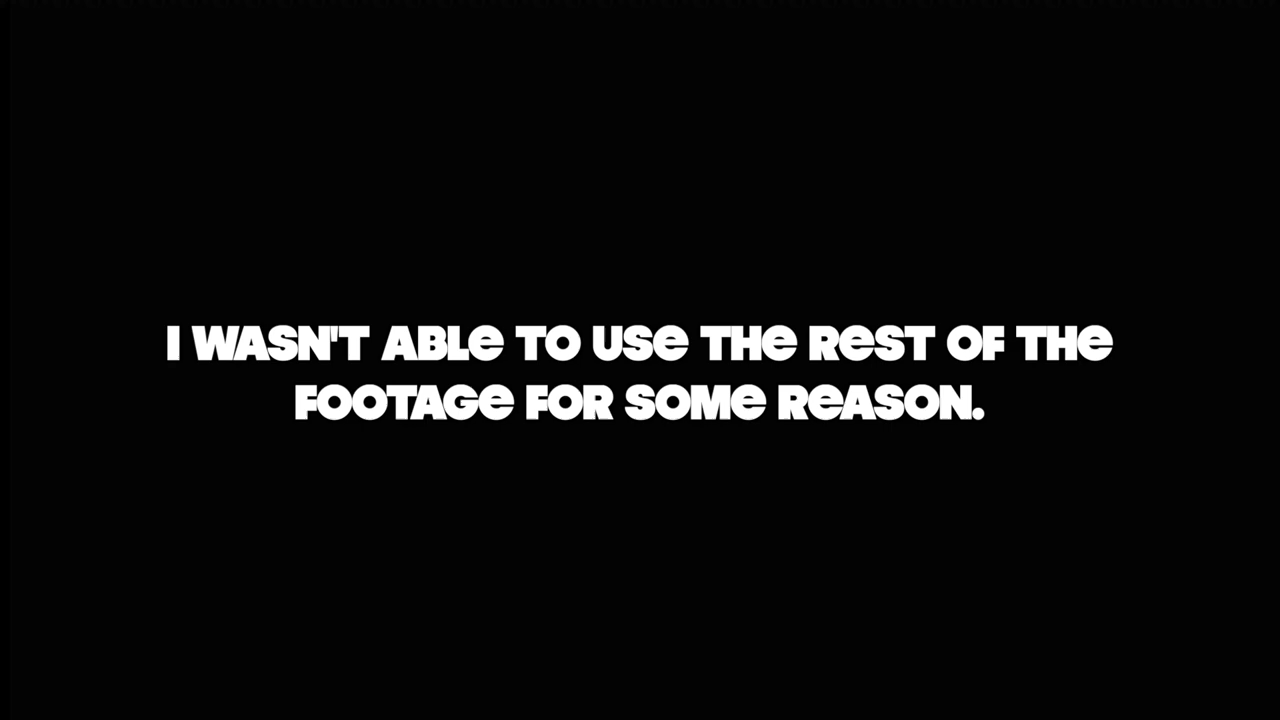 I WASN'T ABLe TO USe THe ReST OF THe
FOOTAGe FOR SOMe ReASON.